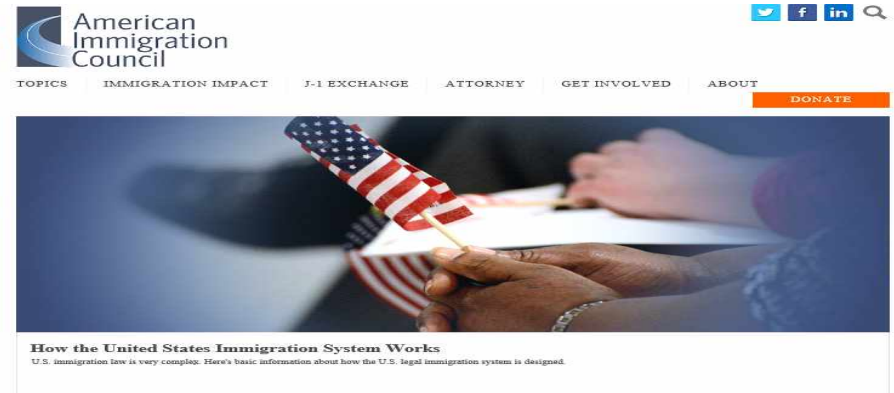 American
Immigration
Council
TOPICS IMMIGRATION IMPACT J-1 EXCHANGE ATTORNEY GET INVOLVED ABOUT
DONATE
How the United States Immigration System Works
U.S. immigration law is very complex. Here's basic information about how the U.S. legal immigration system is designed.